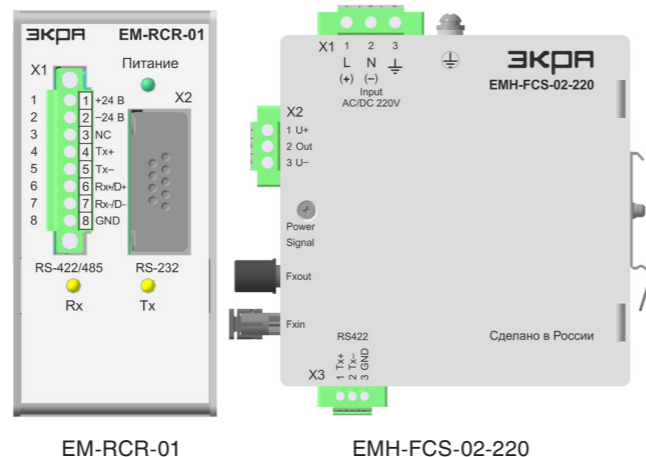 ЭКРА EM-RCR-01
X1 Питание
X2
1 1 +24 В
2 2 –24 В
3 3 NC
4 4 Tx+
5 5 Tx–
6 6 Rx+/D+
7 7 Rx-/D-
8 8 GND
RS-422/485 RS-232
Rx Tx
EM-RCR-01
X1 1 2 3
L N
(+) (–)
Input
AC/DC 220V
ЭКРА
EMH-FCS-02-220
X2
1 U+
2 Out
3 U–
Power
Signal
Fxout
Fxin
RS422
Сделано в России
X3
1 Tx+
2 Tx–
3 GND
EMH-FCS-02-220